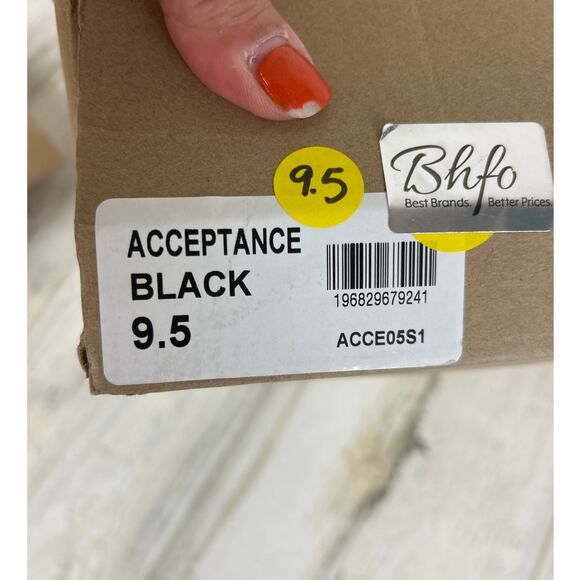 9.5
Bhfo
Best Brands. Better Prices.
ACCEPTANCE
BLACK
9.5
196829679241
ACCE05S1